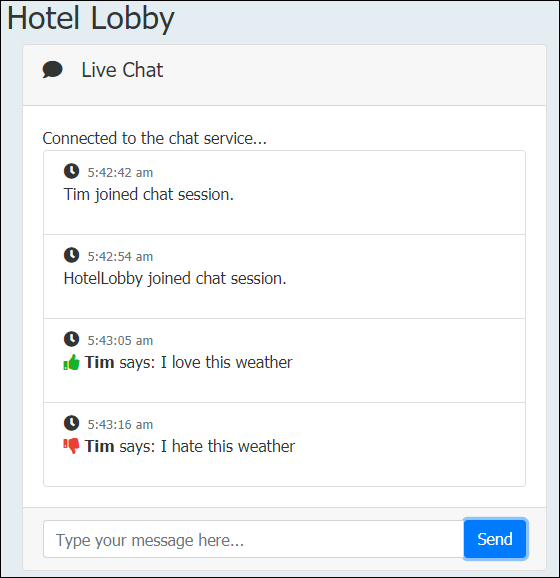 Hotel Lobby
Live Chat
Connected to the chat service...
5:42:42 am
Tim joined chat session.
5:42:54 am
HotelLobby joined chat session.
5:43:05 am
Tim says: I love this weather
5:43:16 am
Tim says: I hate this weather
Type your message here...
Send